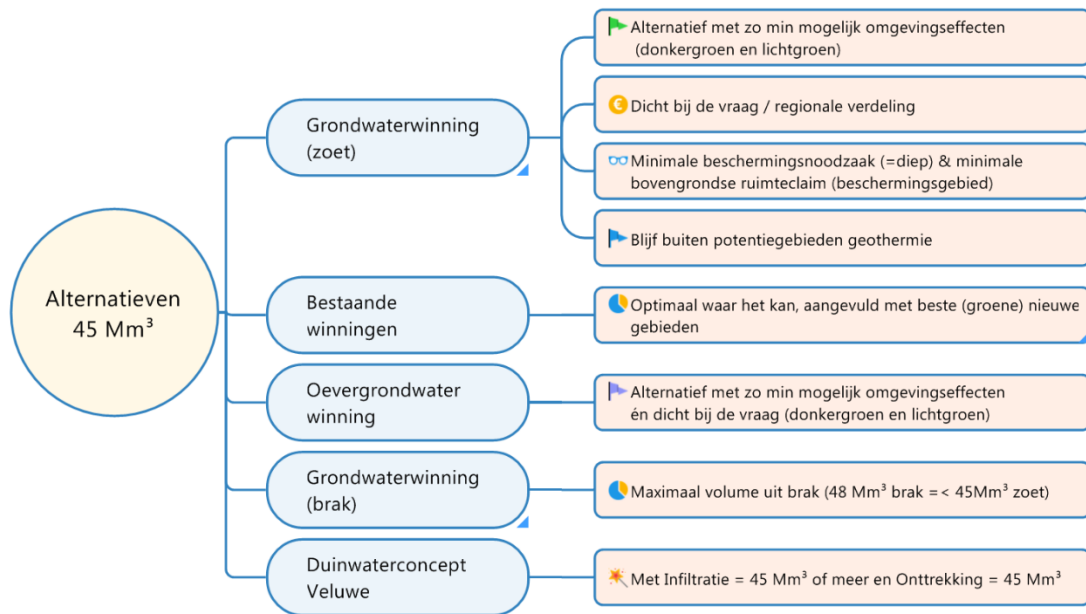 Alternatieven
45 Mm³
Grondwaterwinning
(zoet)
Alternatief met zo min mogelijk omgevingseffecten
(donkergroen en lichtgroen)
Dicht bij de vraag / regionale verdeling
Minimale beschermingsnoodzaak (=diep) & minimale
bovengrondse ruimteclaim (beschermingsgebied)
Blijf buiten potentiegebieden geothermie
Bestaande
winningen
Optimaal waar het kan, aangevuld met beste (groene) nieuwe
gebieden
Oevergrondwater
winning
Alternatief met zo min mogelijk omgevingseffecten
én dicht bij de vraag (donkergroen en lichtgroen)
Grondwaterwinning
(brak)
Maximaal volume uit brak (48 Mm³ brak =< 45Mm³ zoet)
Duinwaterconcept
Veluwe
Met Infiltratie = 45 Mm³ of meer en Onttrekking = 45 Mm³